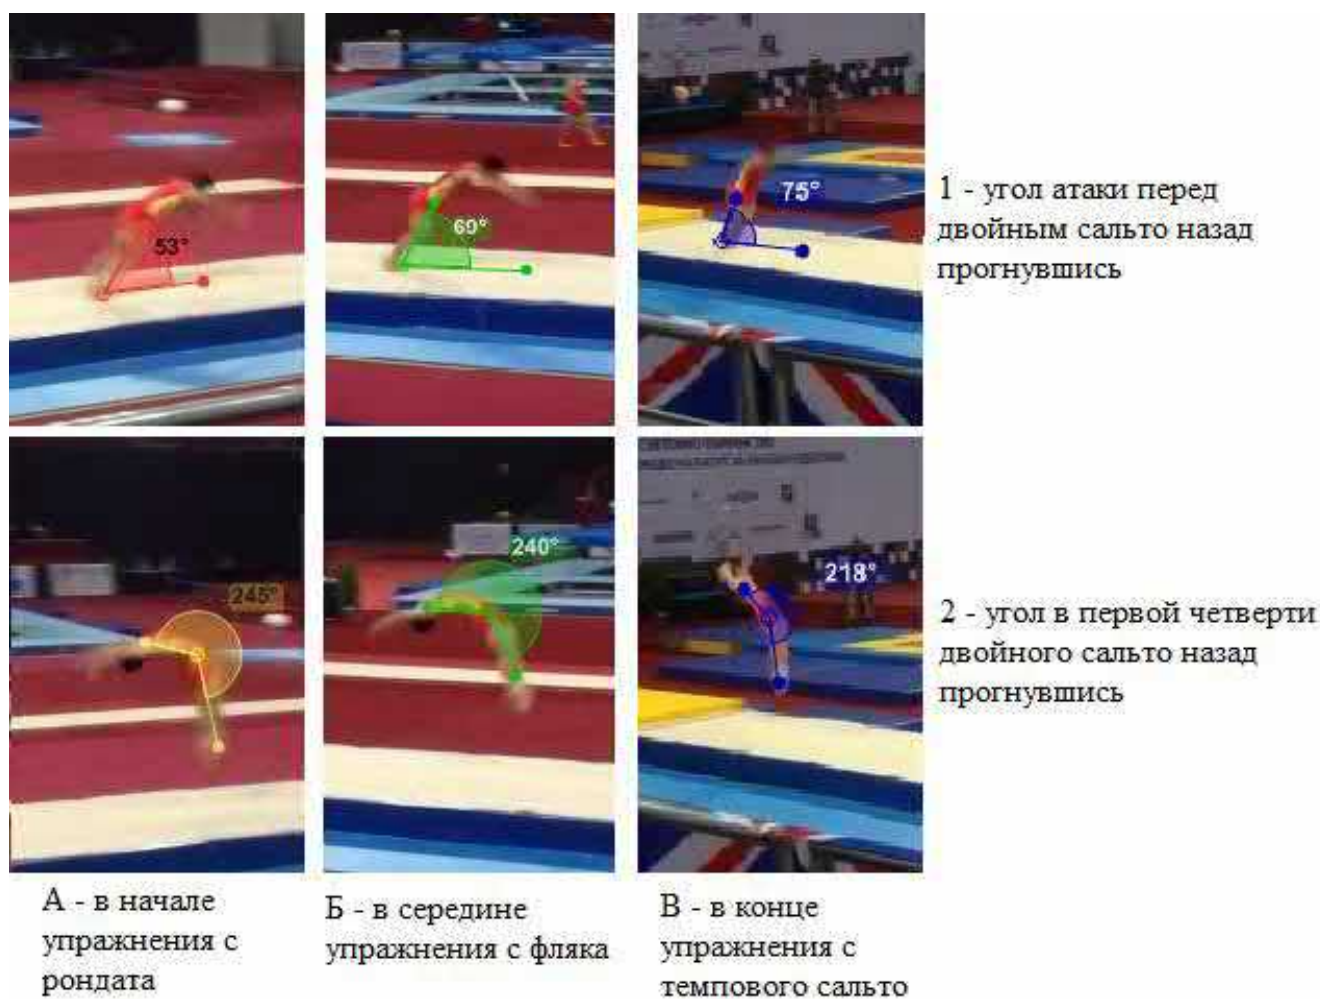 53°
69°
75°
1 - угол атаки перед
двойным сальто назад
прогнувшись
245°
240°
218°
2 - угол в первой четверти
двойного сальто назад
прогнувшись
А - в начале
упражнения с
рондата
Б - в середине
упражнения с фляка
В - в конце
упражнения с
темпового сальто